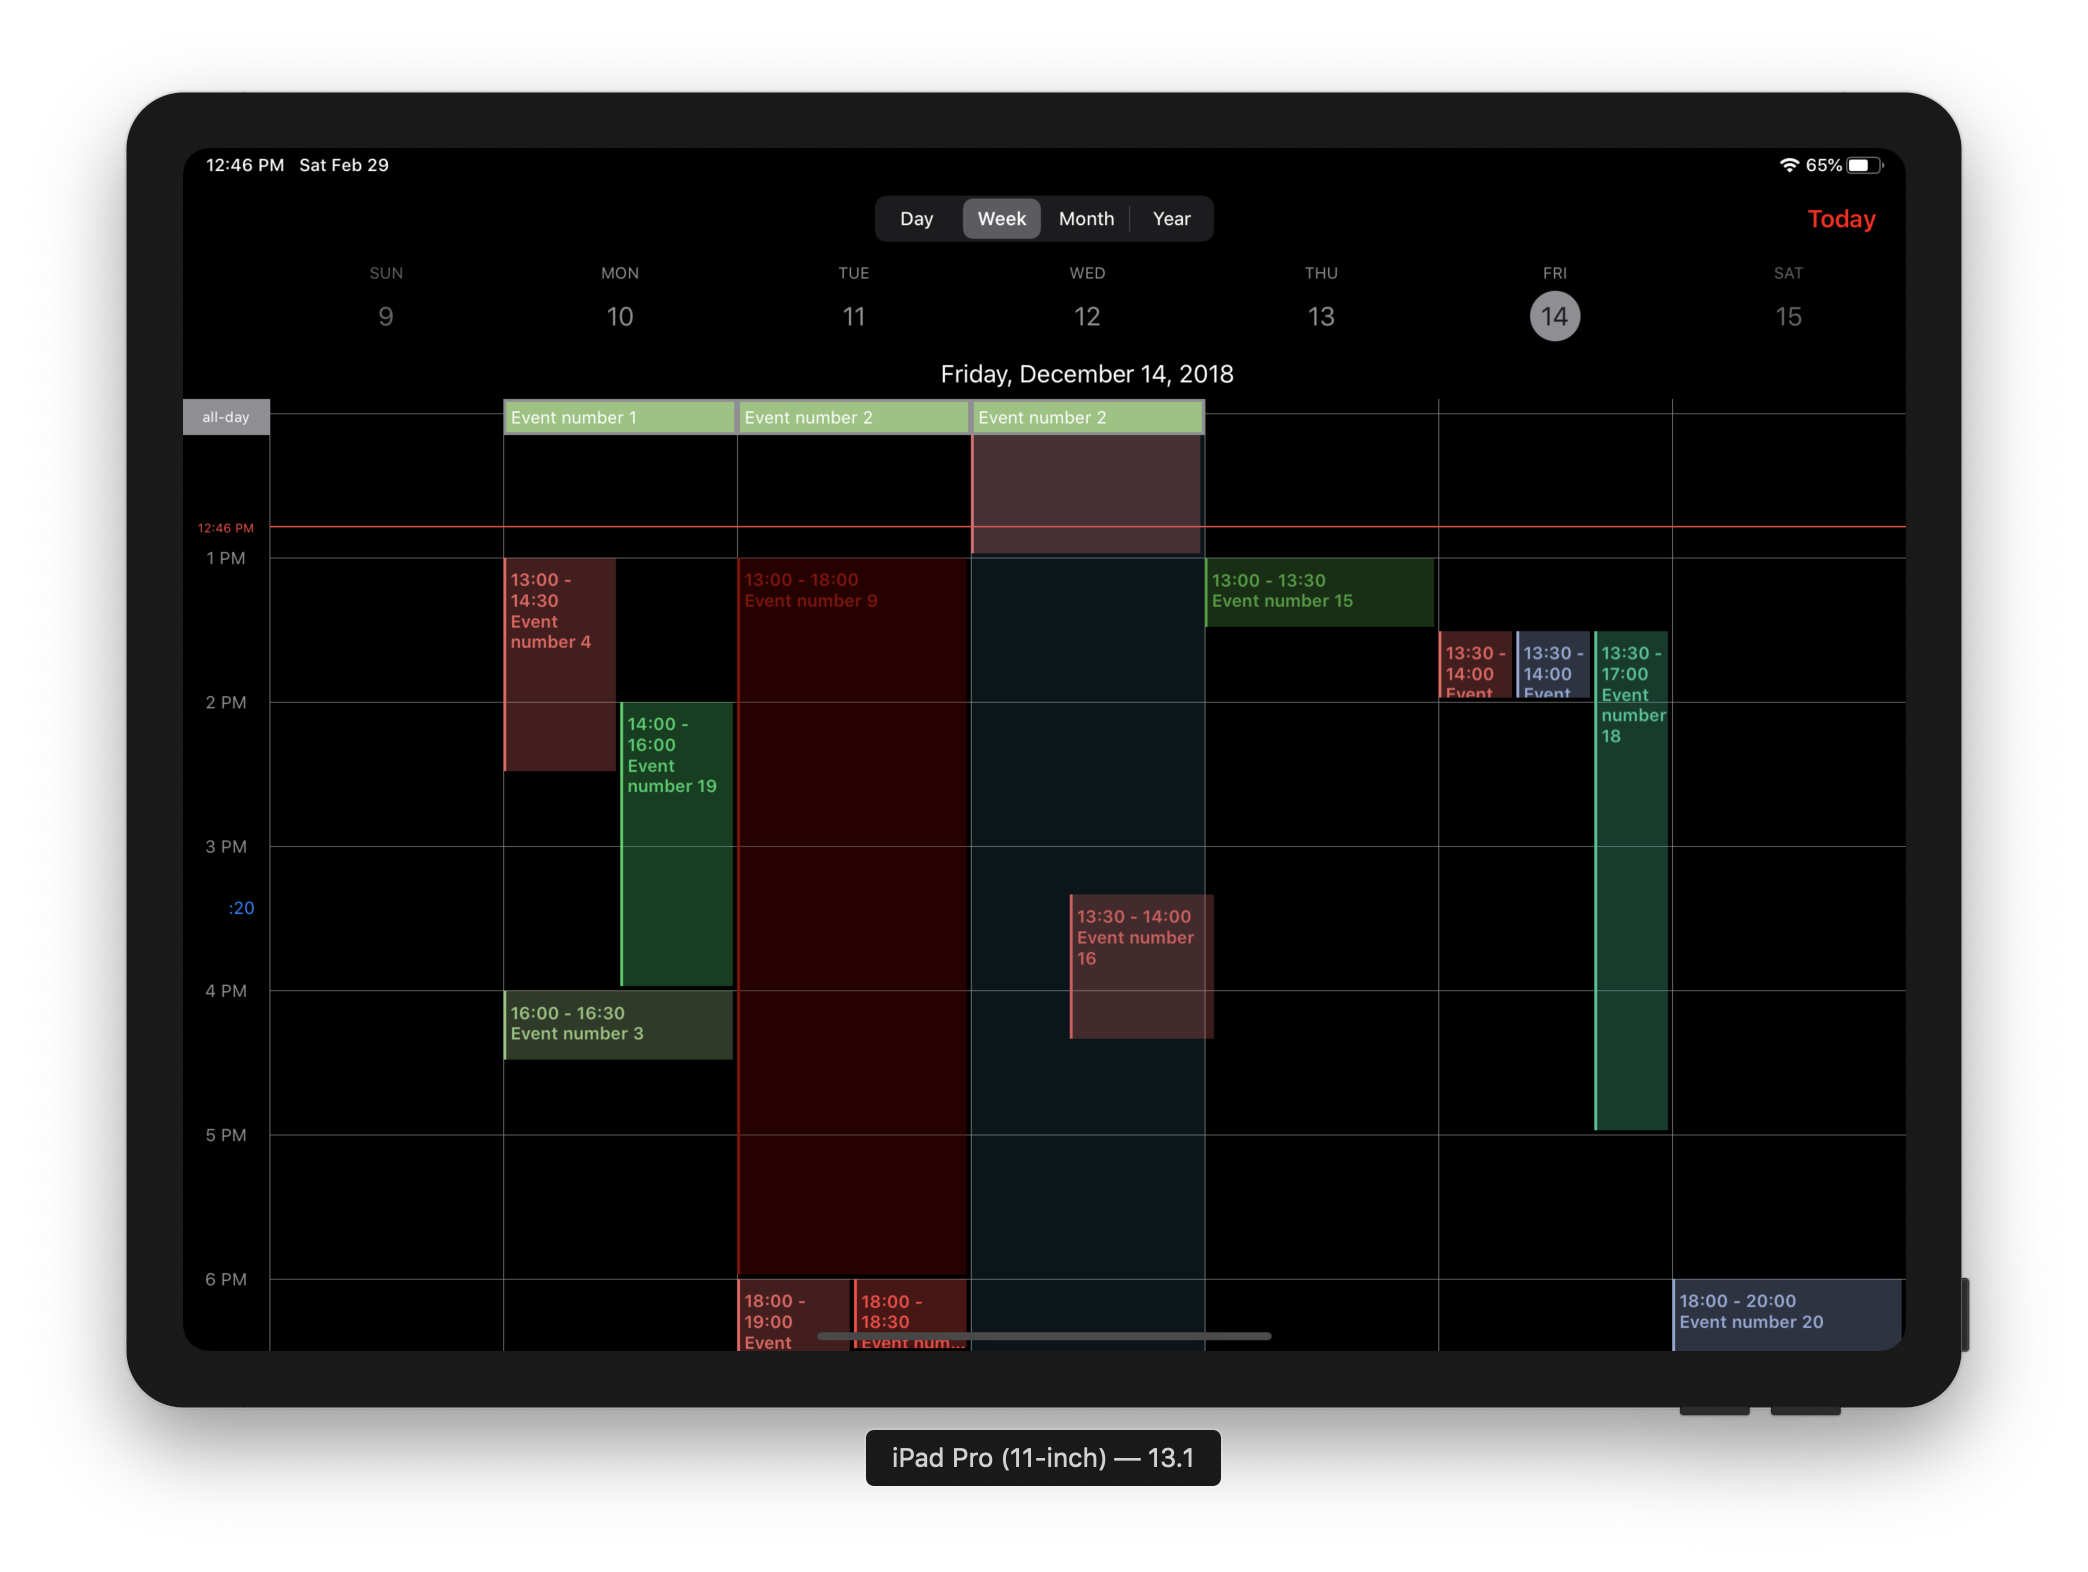 12:46 PM Sat Feb 29
65%
Day Week Month Year
Today
SUN MON TUE WED THU FRI SAT
9 10 11 12 13 14 15
Friday, December 14, 2018
all-day
Event number 1
Event number 2
Event number 2
12:46 PM
1 PM
2 PM
3 PM
:20
4 PM
5 PM
6 PM
13:00 -
14:30
Event
number 4
14:00 -
16:00
Event
number 19
16:00 - 16:30
Event number 3
13:00 - 18:00
Event number 9
18:00 -
19:00
Event
18:00 -
18:30
Event num...
13:30 - 14:00
Event number
16
13:00 - 13:30
Event number 15
13:30 -
14:00
Event
13:30 -
14:00
Event
13:30 -
17:00
Event
number
18
18:00 - 20:00
Event number 20
iPad Pro (11-inch) — 13.1